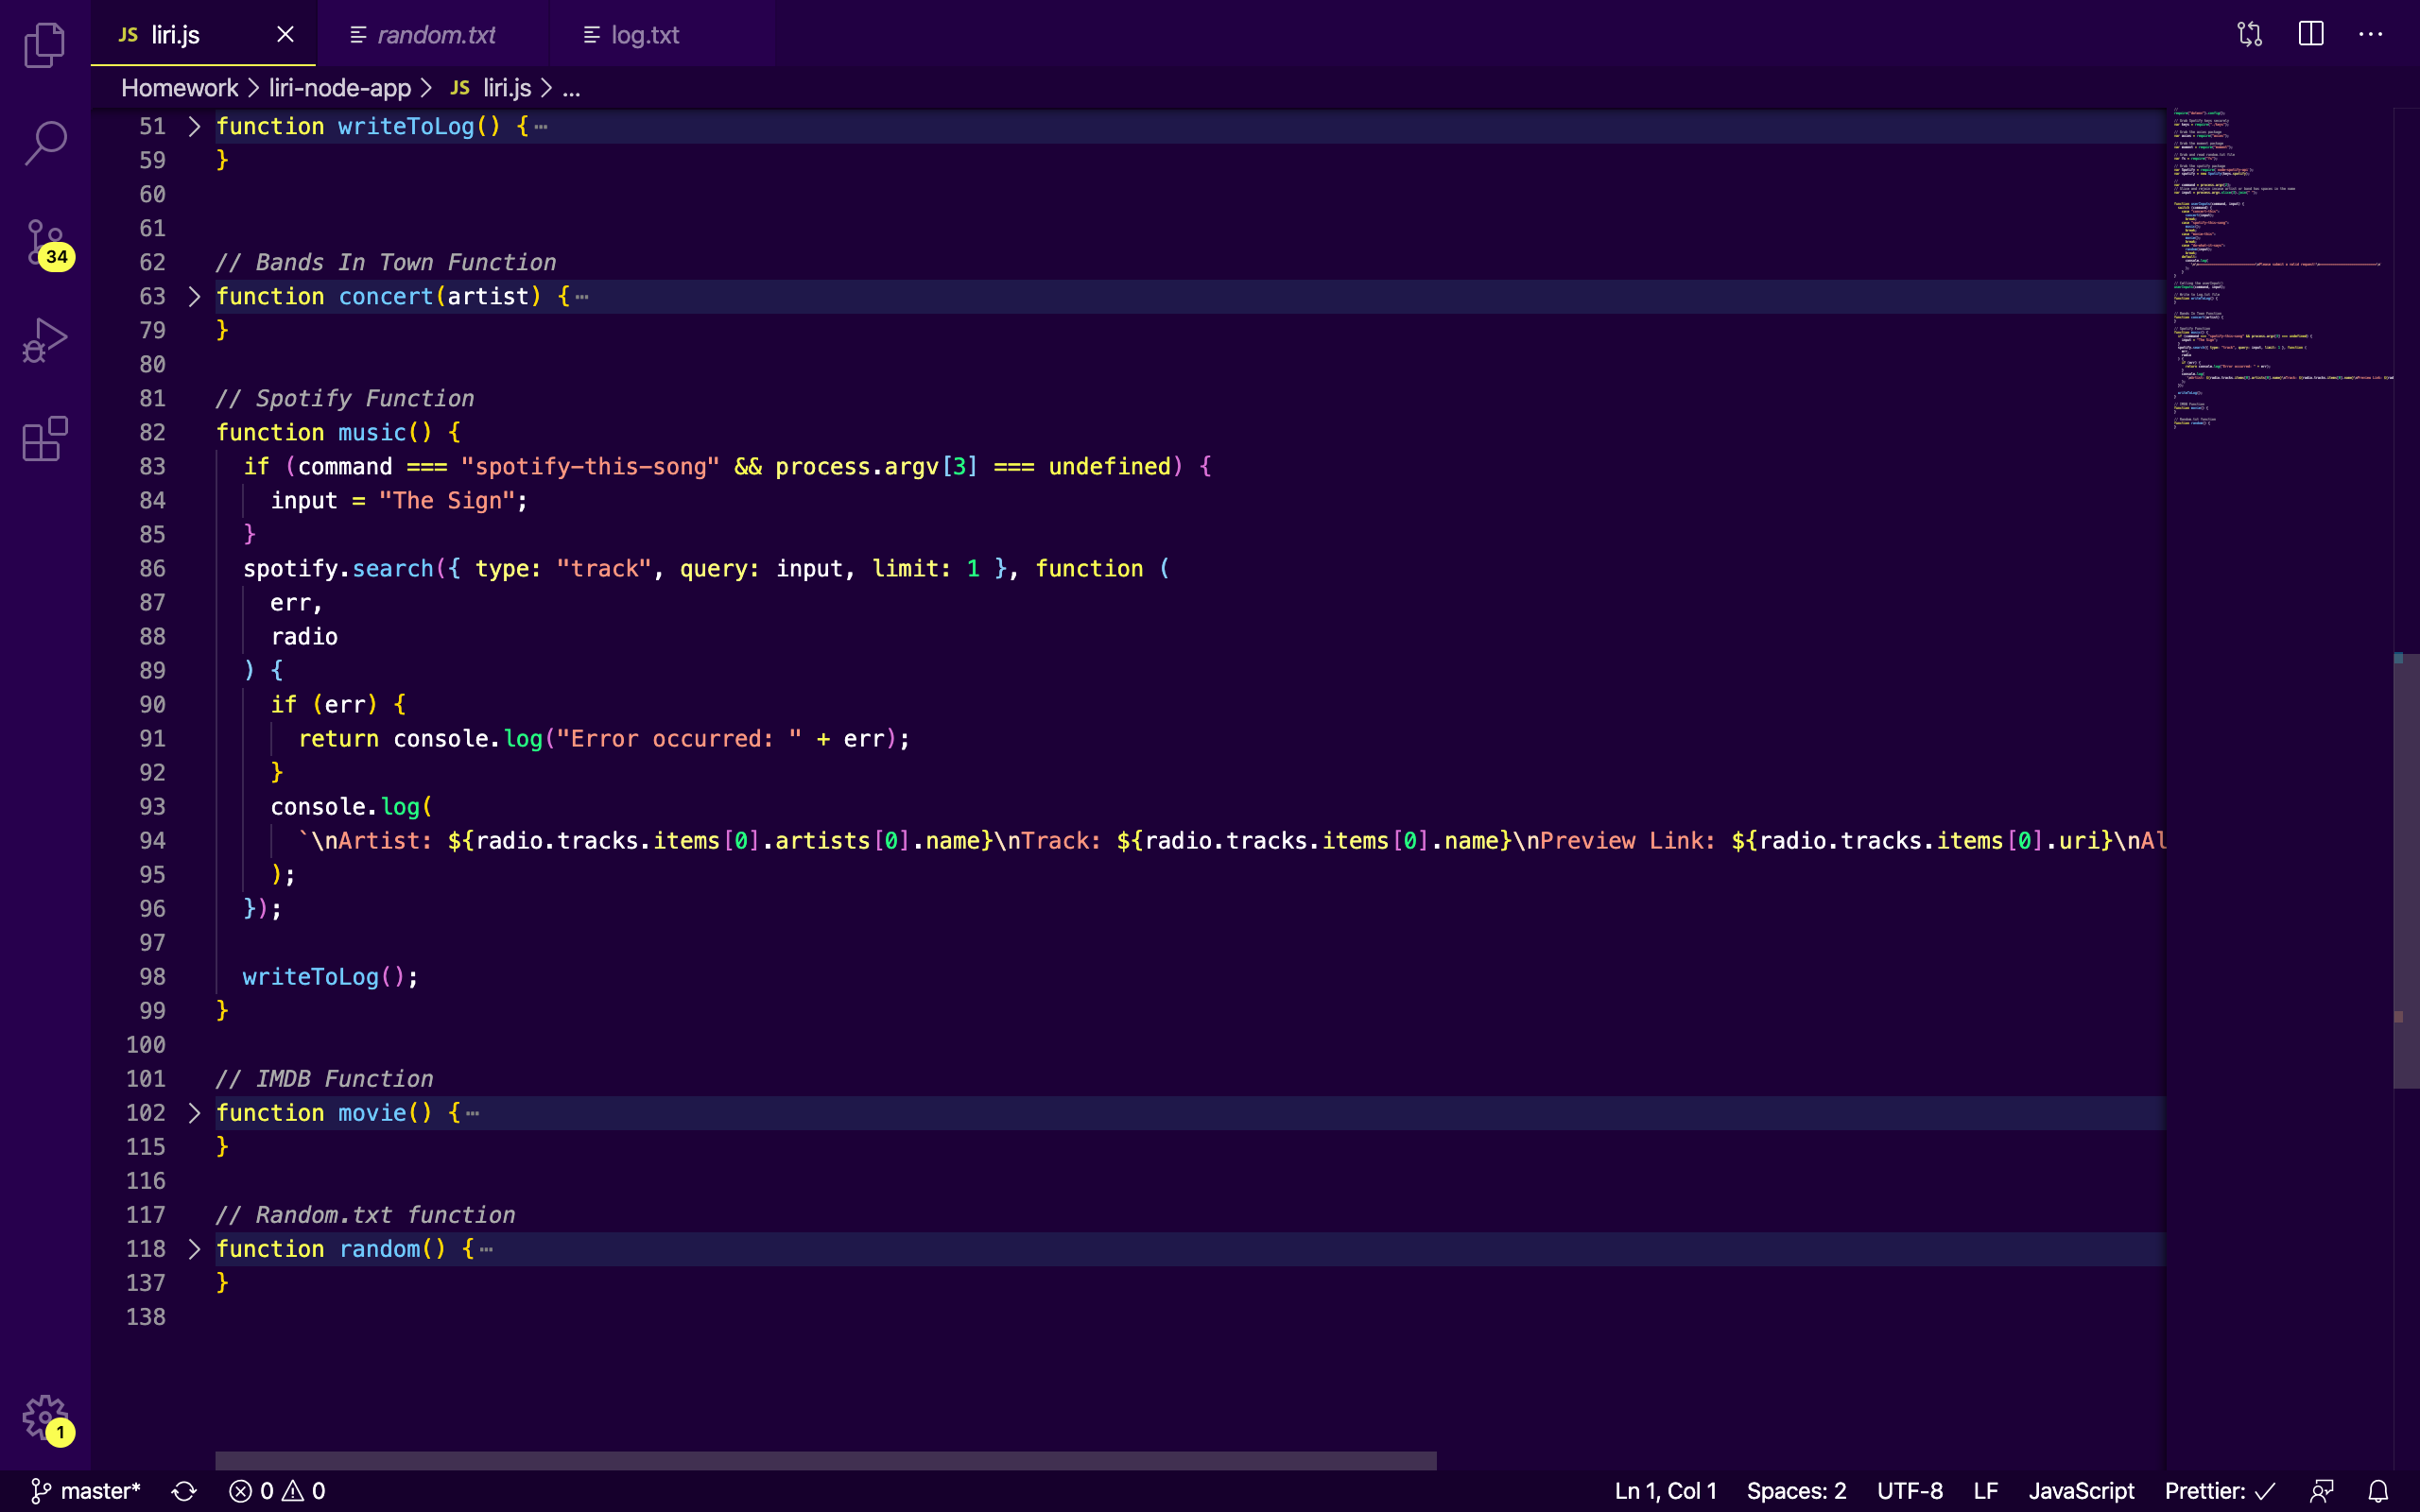 JS liri.js
random.txt
log.txt
Homework > liri-node-app > JS liri.js > ...
34
51 > function writeToLog() {…
59 }
60
61
62 // Bands In Town Function
63 > function concert(artist) {…
79 }
80
81 // Spotify Function
82 function music() {
83 if (command === "spotify-this-song" && process.argv[3] === undefined) {
84 input = "The Sign";
85 }
86 spotify.search({ type: "track", query: input, limit: 1 }, function (
87 err,
88 radio
89 ) {
90 if (err) {
91 return console.log("Error occurred: " + err);
92 }
93 console.log(
94 `\nArtist: ${radio.tracks.items[0].artists[0].name}\nTrack: ${radio.tracks.items[0].name}\nPreview Link: ${radio.tracks.items[0].uri}\nAl
95 );
96 });
97
98 writeToLog();
99 }
100
101 // IMDB Function
102 > function movie() {…
115 }
116
117 // Random.txt function
118 > function random() {…
137 }
138
1
master* 0 0 Ln 1, Col 1 Spaces: 2 UTF-8 LF JavaScript Prettier: ✓